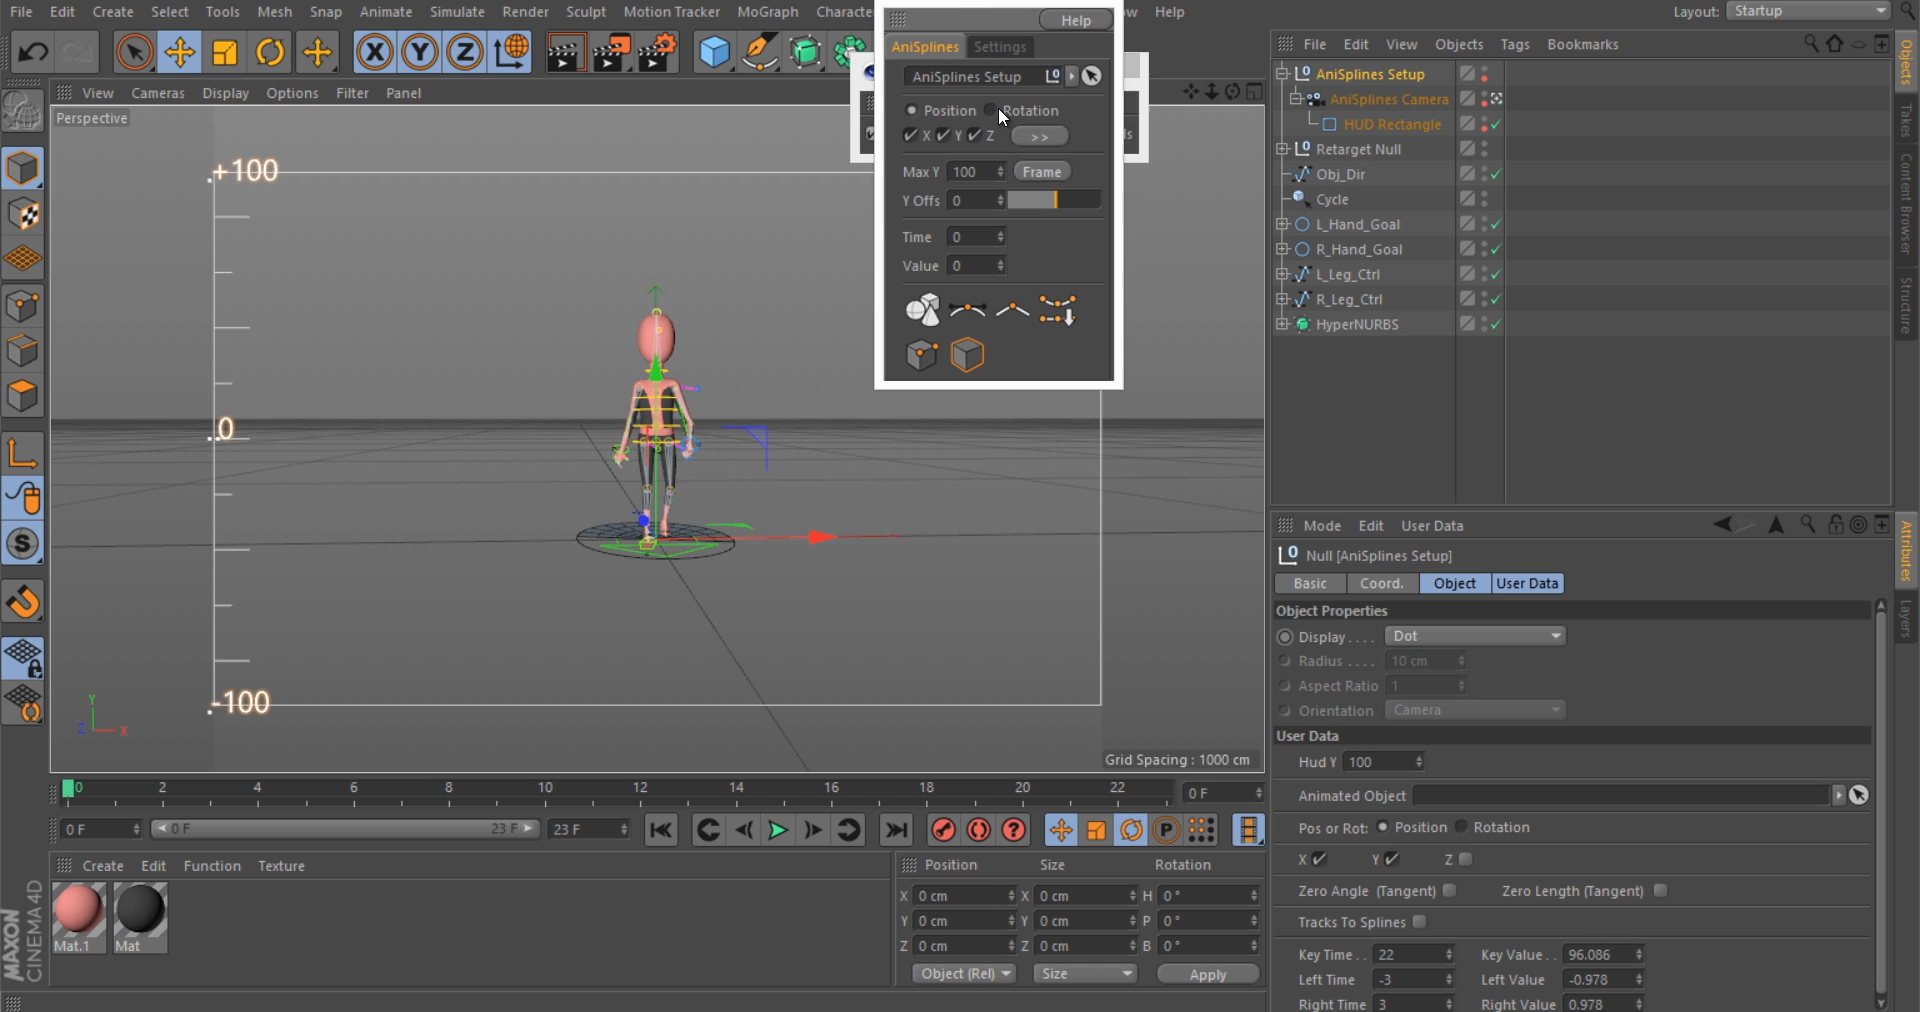 File Edit Create Select Tools Mesh Snap Animate Simulate Render Sculpt Motion Tracker MoGraph Characte
Help
Layout: Startup
X Y Z
Help
AniSplines Settings
AniSplines Setup
Position Rotation
X Y Z >>
Max Y 100 Frame
Y Offs 0
Time 0
Value 0
View Cameras Display Options Filter Panel
Perspective
+100
0
-100
Y
Z X
Grid Spacing : 1000 cm
0 2 4 6 8 10 12 14 16 18 20 22
0 F
0 F 0 F 23 F 23 F
P
Create Edit Function Texture
Mat.1 Mat
MAXON
CINEMA 4D
Position Size Rotation
X 0 cm X 0 cm H 0 °
Y 0 cm Y 0 cm P 0 °
Z 0 cm Z 0 cm B 0 °
Object (Rel) Size Apply
File Edit View Objects Tags Bookmarks
AniSplines Setup
AniSplines Camera
HUD Rectangle
Retarget Null
Obj_Dir
Cycle
L_Hand_Goal
R_Hand_Goal
L_Leg_Ctrl
R_Leg_Ctrl
HyperNURBS
Objects
Takes
Content Browser
Structure
Mode Edit User Data
Null [AniSplines Setup]
Basic Coord. Object User Data
Object Properties
Display . . . . Dot
Radius . . . . 10 cm
Aspect Ratio 1
Orientation Camera
User Data
Hud Y 100
Animated Object
Pos or Rot: Position Rotation
X Y Z
Zero Angle (Tangent) Zero Length (Tangent)
Tracks To Splines
Key Time . . 22 Key Value . . 96.086
Left Time -3 Left Value -0.978
Right Time 3 Right Value 0.978
Attributes
Layers